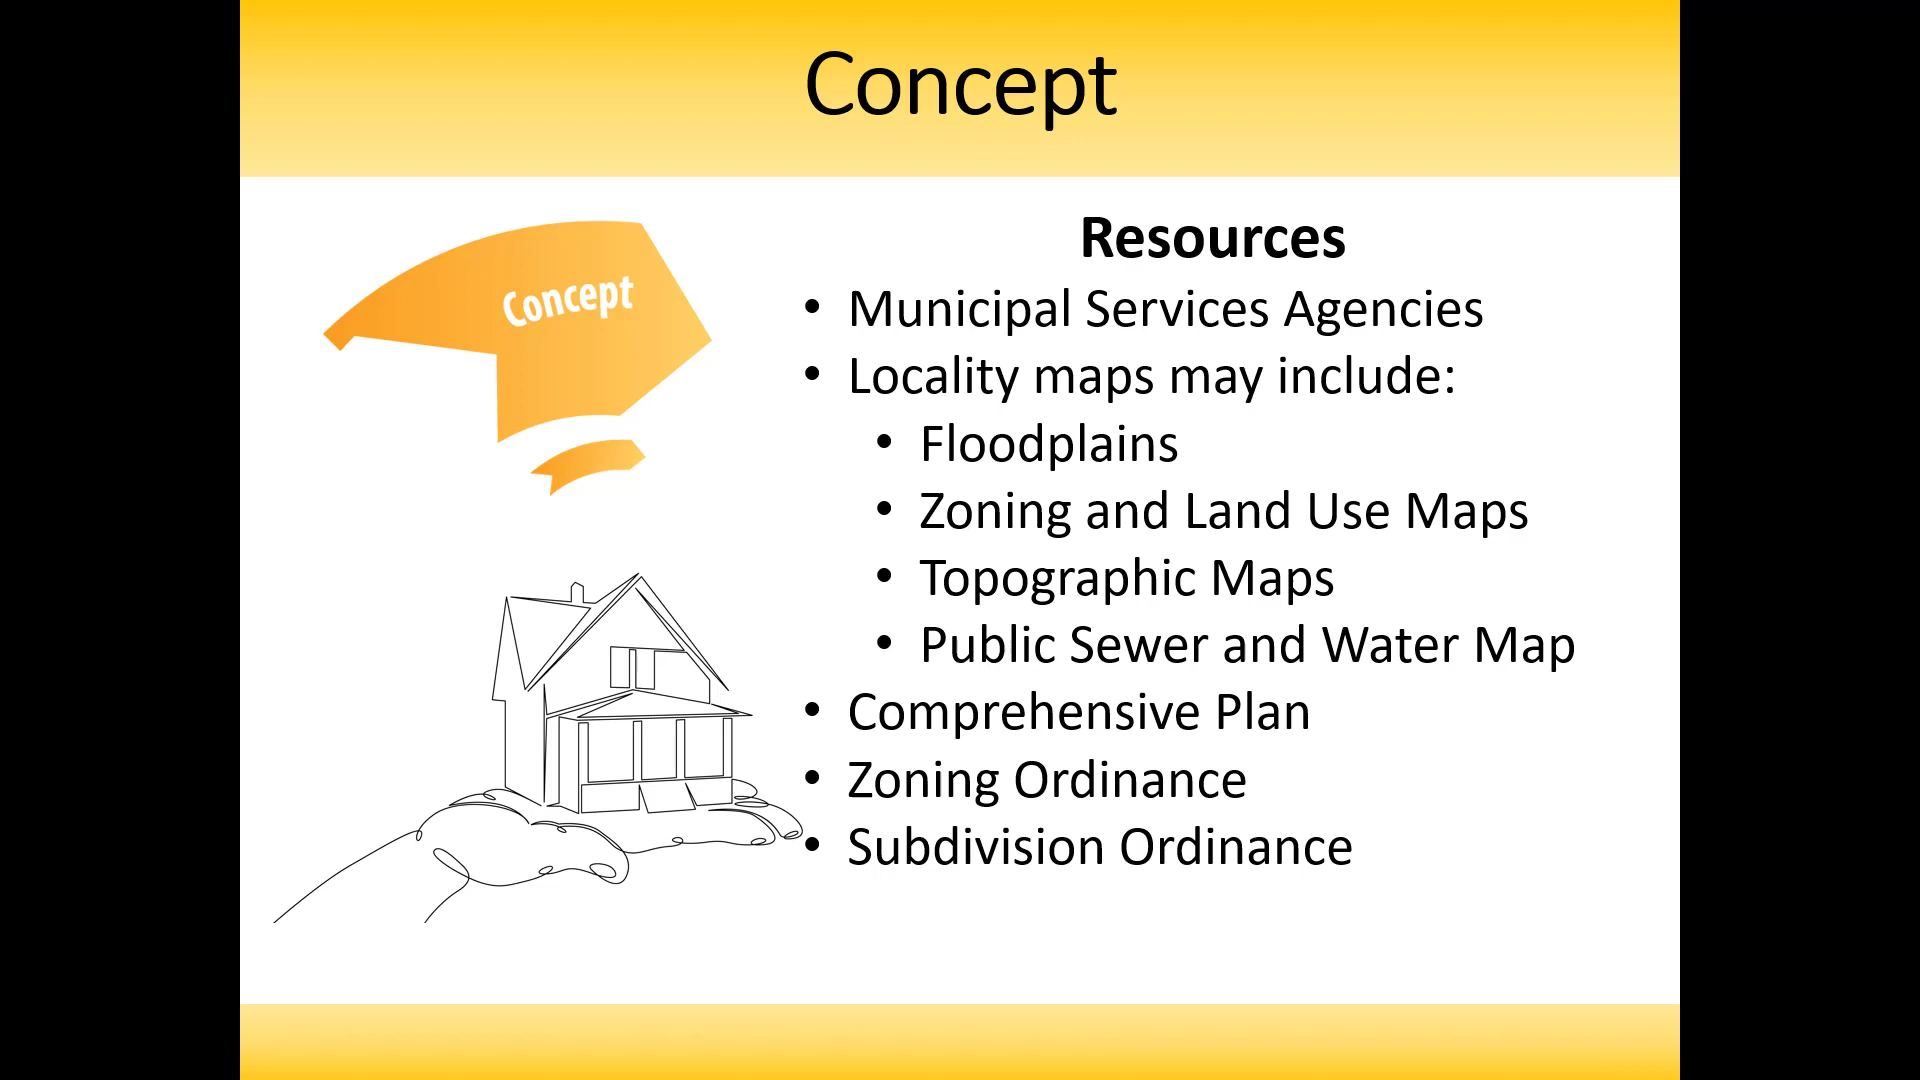 Concept
Concept
Resources
• Municipal Services Agencies
• Locality maps may include:
• Floodplains
• Zoning and Land Use Maps
• Topographic Maps
• Public Sewer and Water Map
• Comprehensive Plan
• Zoning Ordinance
• Subdivision Ordinance